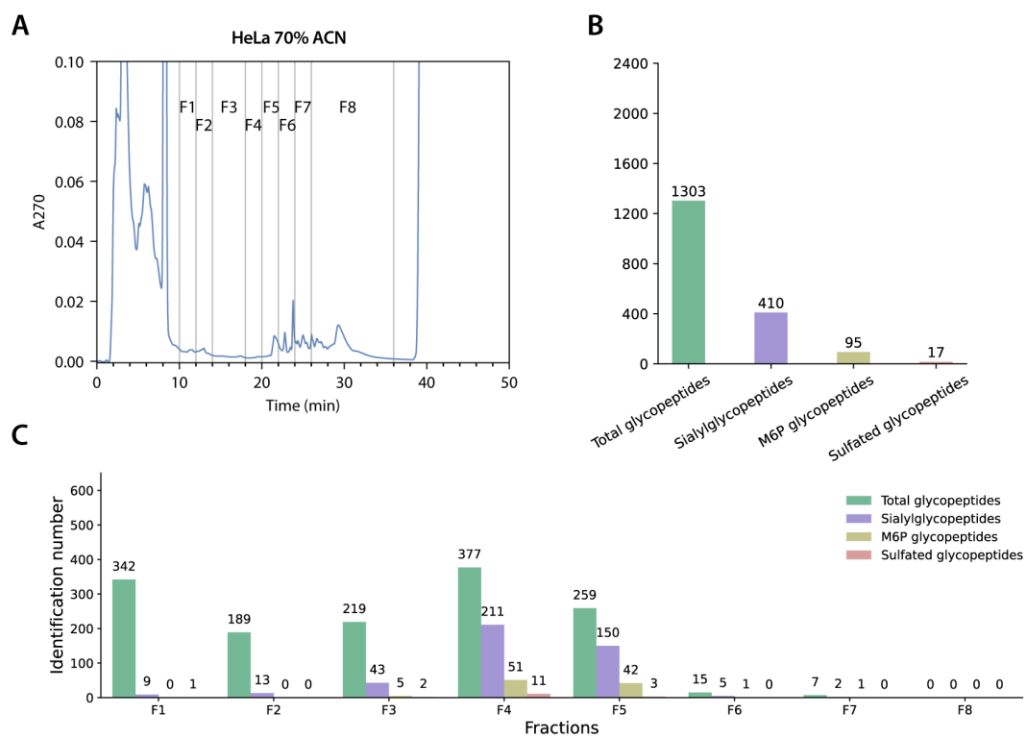 A
HeLa 70% ACN
0.10
0.08
0.06
0.04
0.02
0.00
A270
F1
F2
F3
F4
F5
F6
F7
F8
0 10 20 30 40 50
Time (min)
B
2400
2000
1600
1200
800
400
0
1303
410
95
17
Total glycopeptides
Sialylglycopeptides
M6P glycopeptides
Sulfated glycopeptides
C
Identification number
600
500
400
300
200
100
0
342 9 0 1
189 13 0 0
219 43 5 2
377 211 51 11
259 150 42 3
15 5 1 0
7 2 1 0
0 0 0 0
F1 F2 F3 F4 F5 F6 F7 F8
Fractions
Total glycopeptides
Sialylglycopeptides
M6P glycopeptides
Sulfated glycopeptides